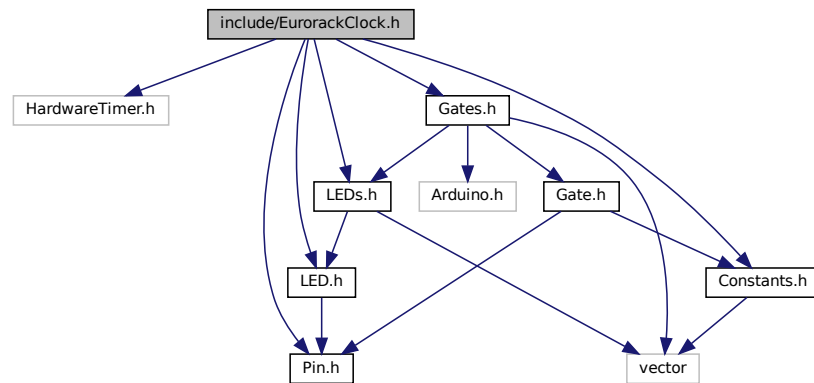 include/EurorackClock.h
HardwareTimer.h
Gates.h
LEDs.h
Arduino.h
Gate.h
LED.h
Constants.h
Pin.h
vector